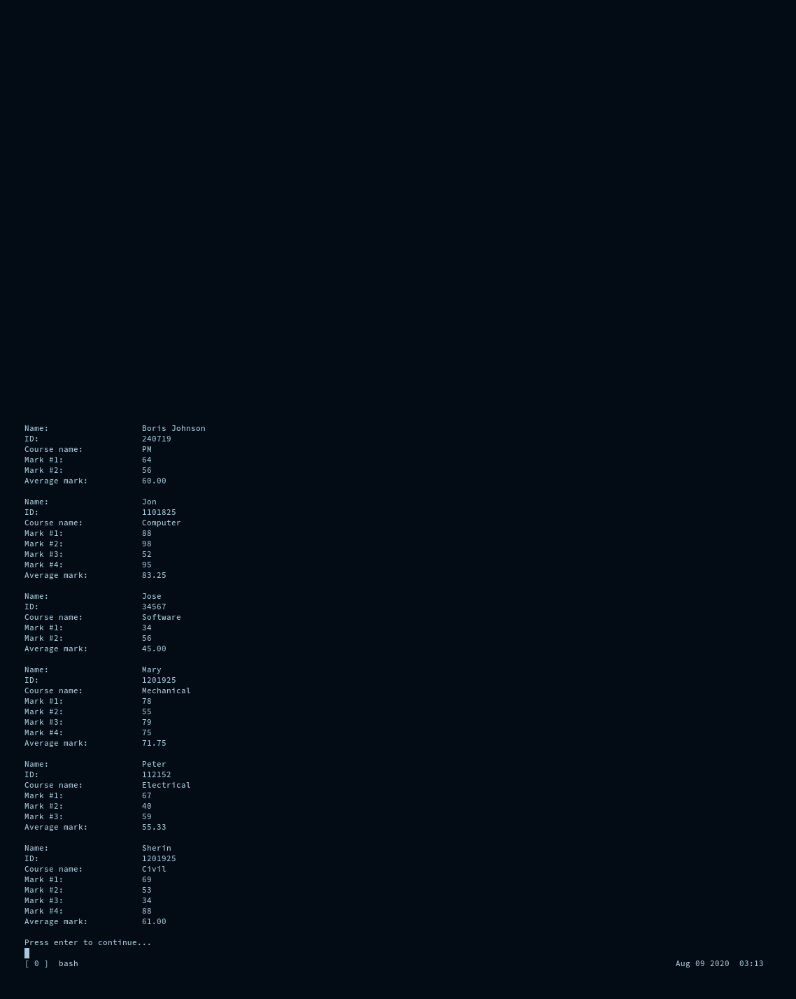 Name: Boris Johnson
ID: 240719
Course name: PM
Mark #1: 64
Mark #2: 56
Average mark: 60.00
Name: Jon
ID: 1101825
Course name: Computer
Mark #1: 88
Mark #2: 98
Mark #3: 52
Mark #4: 95
Average mark: 83.25
Name: Jose
ID: 34567
Course name: Software
Mark #1: 34
Mark #2: 56
Average mark: 45.00
Name: Mary
ID: 1201925
Course name: Mechanical
Mark #1: 78
Mark #2: 55
Mark #3: 79
Mark #4: 75
Average mark: 71.75
Name: Peter
ID: 112152
Course name: Electrical
Mark #1: 67
Mark #2: 40
Mark #3: 59
Average mark: 55.33
Name: Sherin
ID: 1201925
Course name: Civil
Mark #1: 69
Mark #2: 53
Mark #3: 34
Mark #4: 88
Average mark: 61.00
Press enter to continue...
[ 0 ] bash Aug 09 2020 03:13